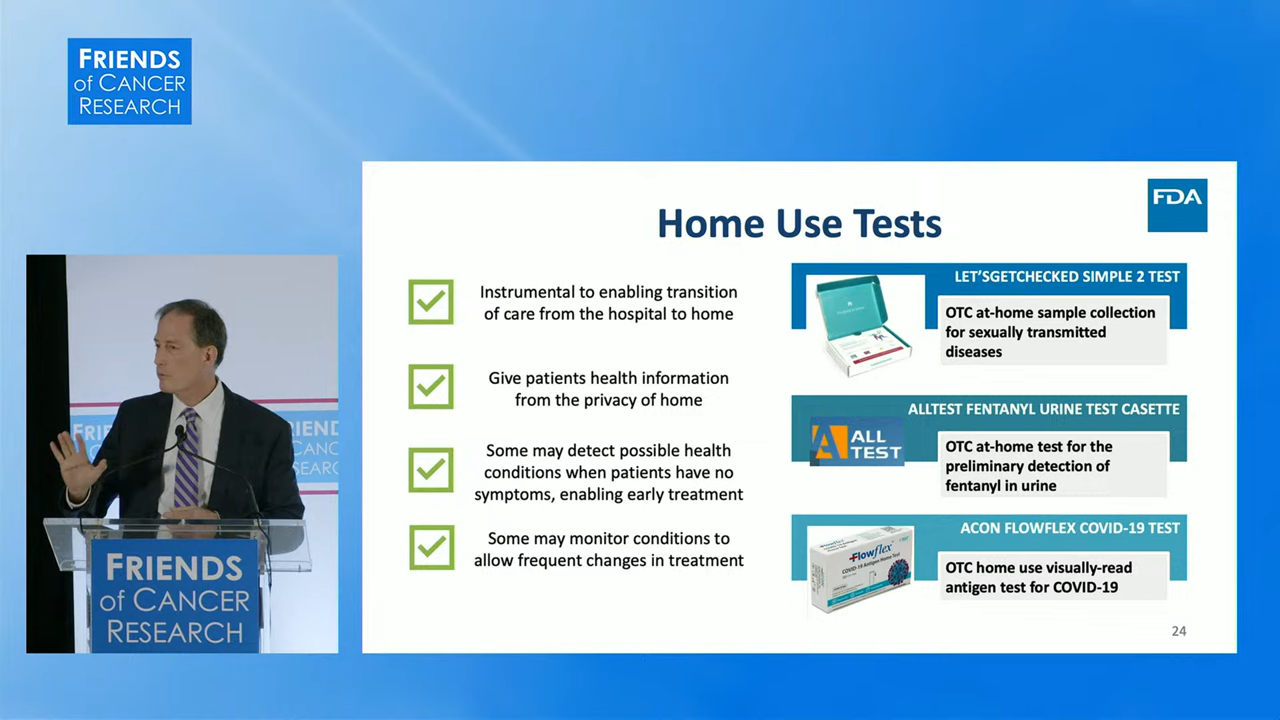 FRIENDS
of CANCER
RESEARCH
FDA
Home Use Tests
Instrumental to enabling transition
of care from the hospital to home
Give patients health information
from the privacy of home
Some may detect possible health
conditions when patients have no
symptoms, enabling early treatment
Some may monitor conditions to
allow frequent changes in treatment
LET'SGETCHECKED SIMPLE 2 TEST
OTC at-home sample collection
for sexually transmitted
diseases
ALLTEST FENTANYL URINE TEST CASETTE
ALL
TEST
OTC at-home test for the
preliminary detection of
fentanyl in urine
ACON FLOWFLEX COVID-19 TEST
Flowflex
COVID-19 Antigen Home Test
OTC home use visually-read
antigen test for COVID-19
24
FRIENDS
of CANCER
RESEARCH